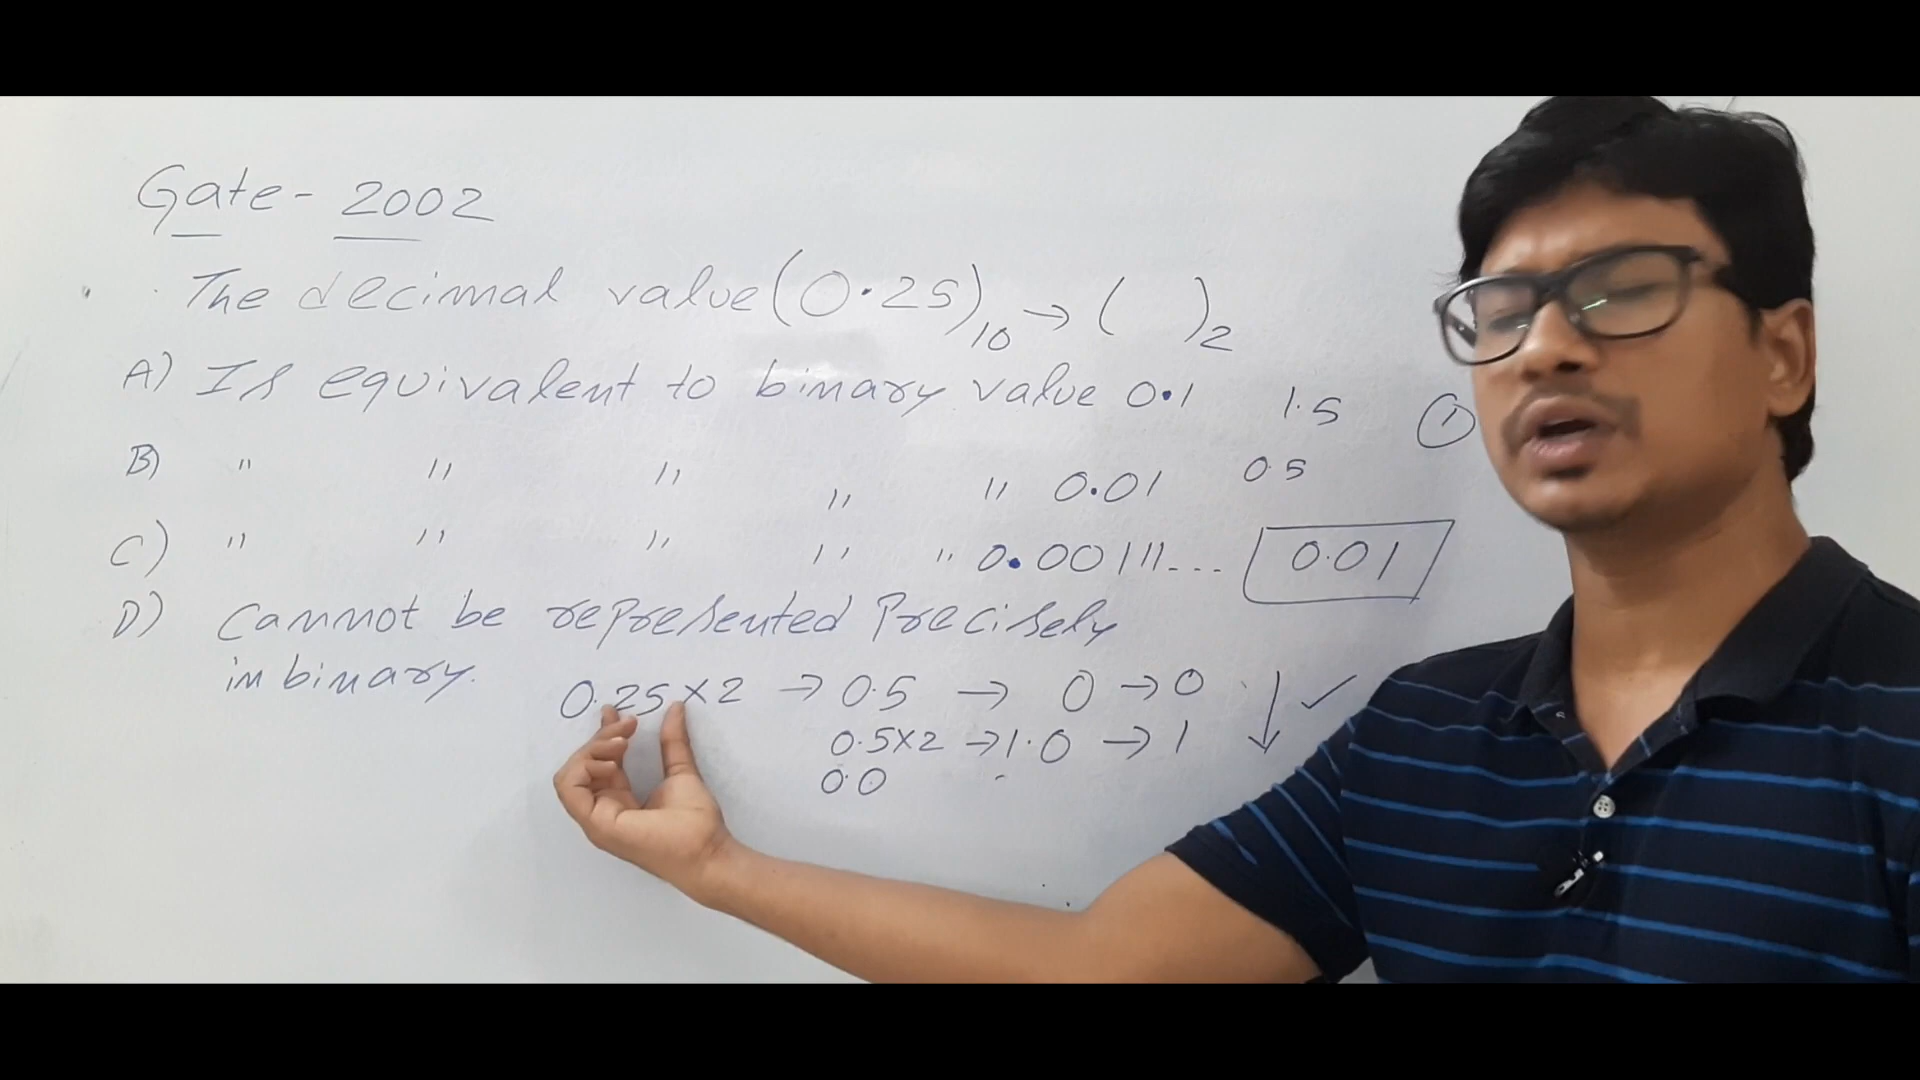 Gate - 2002
The decimal value (0.25)10 → ( )2
A) Is equivalent to binary value 0.1 1.5 1
B) " " " " " 0.01 0.5
C) " " " " " 0.00111... 0.01
D) cannot be represented Precisely
in binary.
0.25×2 → 0.5 → 0 → 0 ↓ ✓
0.5×2 → 1.0 → 1
0.0